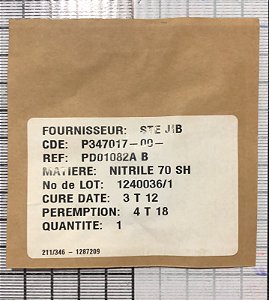 FOURNISSEUR: STE JIB
CDE: P347017-00-
REF: PD01082A B
MATIERE: NITRILE 70 SH
No de LOT: 1240036/1
CURE DATE: 3 T 12
PEREMPTION: 4 T 18
QUANTITE: 1
211/346 - 1287209